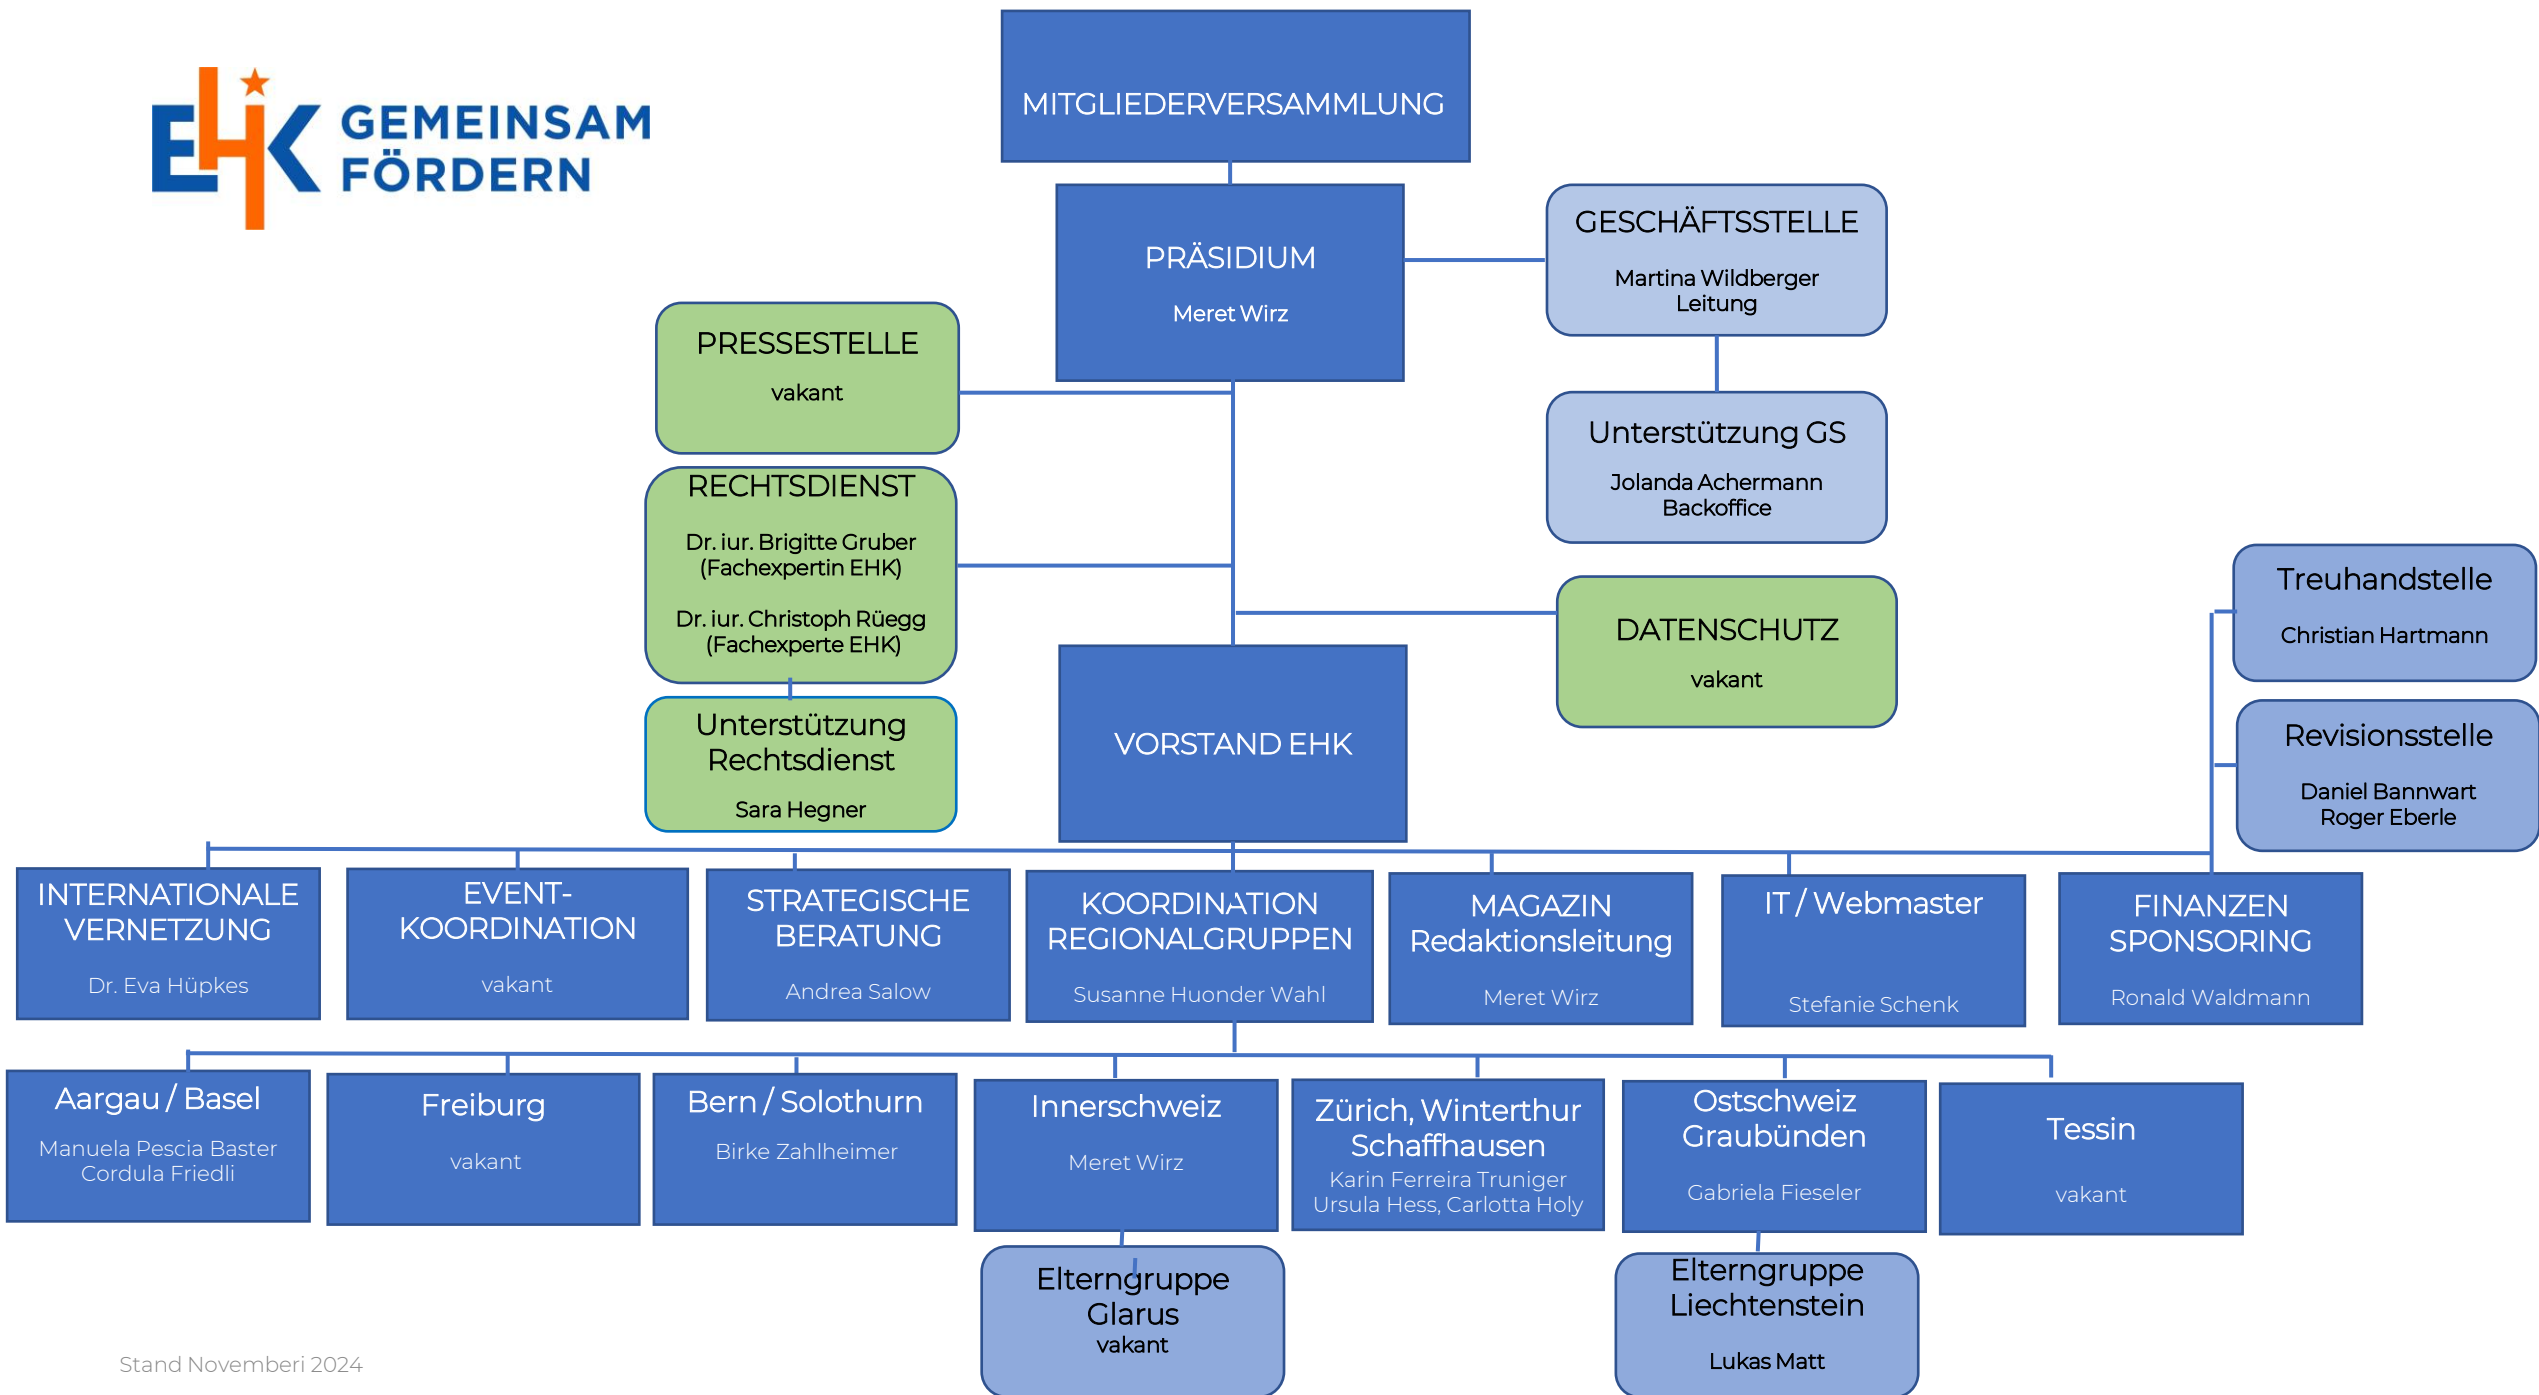 EHK GEMEINSAM
FÖRDERN
MITGLIEDERVERSAMMLUNG
PRÄSIDIUM
Meret Wirz
GESCHÄFTSSTELLE
Martina Wildberger
Leitung
PRESSESTELLE
vakant
Unterstützung GS
Jolanda Achermann
Backoffice
RECHTSDIENST
Dr. iur. Brigitte Gruber
(Fachexpertin EHK)
Dr. iur. Christoph Rüegg
(Fachexperte EHK)
DATENSCHUTZ
vakant
Treuhandstelle
Christian Hartmann
Unterstützung
Rechtsdienst
Sara Hegner
VORSTAND EHK
Revisionsstelle
Daniel Bannwart
Roger Eberle
INTERNATIONALE
VERNETZUNG
Dr. Eva Hüpkes
EVENT-
KOORDINATION
vakant
STRATEGISCHE
BERATUNG
Andrea Salow
KOORDINATION
REGIONALGRUPPEN
Susanne Huonder Wahl
MAGAZIN
Redaktionsleitung
Meret Wirz
IT / Webmaster
Stefanie Schenk
FINANZEN
SPONSORING
Ronald Waldmann
Aargau / Basel
Manuela Pescia Baster
Cordula Friedli
Freiburg
vakant
Bern / Solothurn
Birke Zahlheimer
Innerschweiz
Meret Wirz
Zürich, Winterthur
Schaffhausen
Karin Ferreira Truniger
Ursula Hess, Carlotta Holy
Ostschweiz
Graubünden
Gabriela Fieseler
Tessin
vakant
Elterngruppe
Glarus
vakant
Elterngruppe
Liechtenstein
Lukas Matt
Stand Novemberi 2024